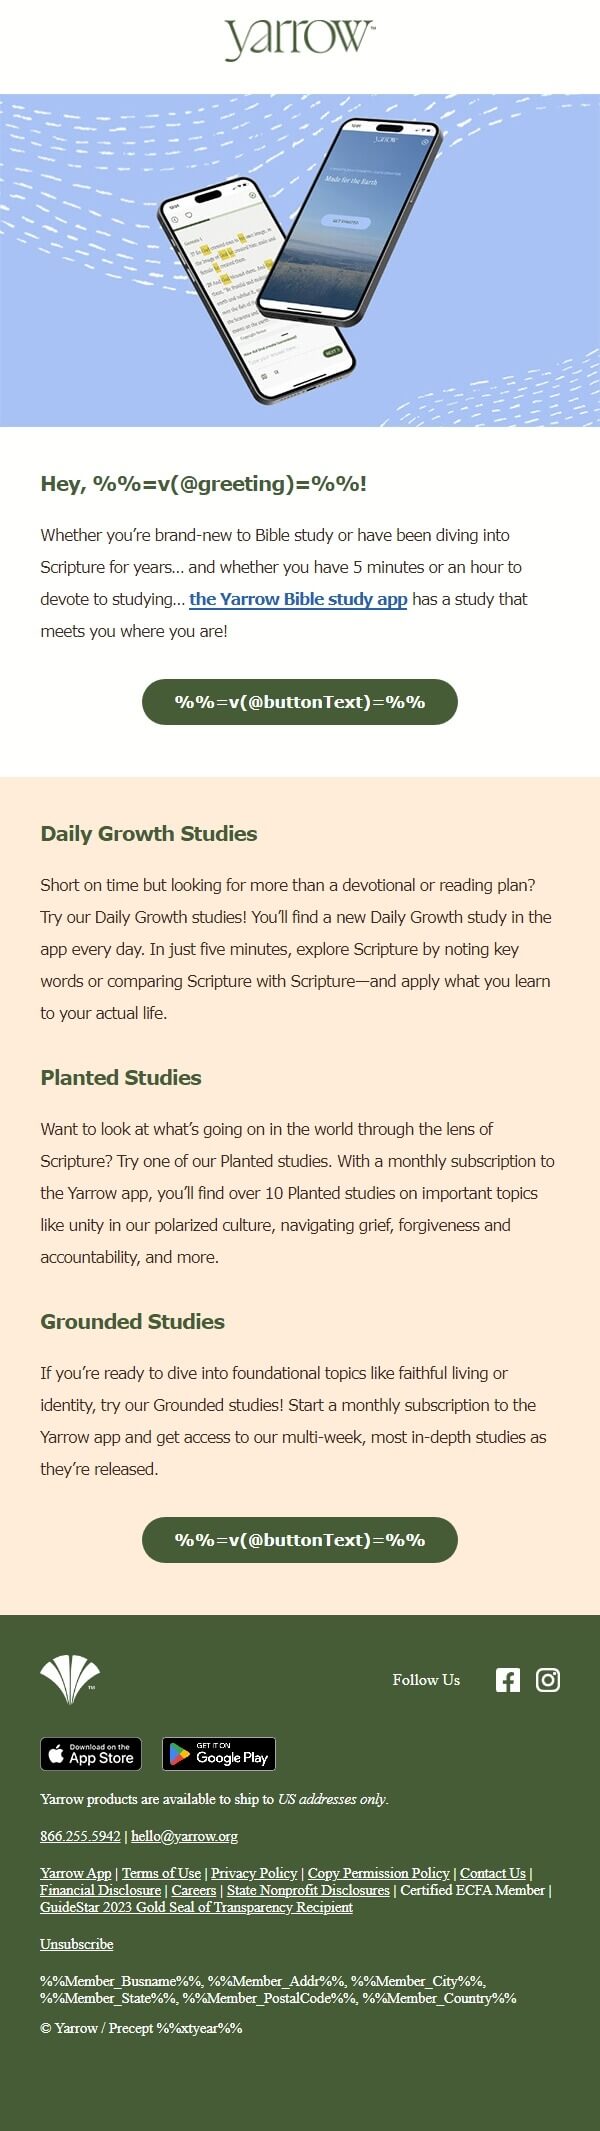 yarrow™
12:04
yarrow
Made for the Earth
GET STARTED
12:04
Genesis 1
NEXT
Hey, %%=v(@greeting)=%%!
Whether you’re brand-new to Bible study or have been diving into
Scripture for years… and whether you have 5 minutes or an hour to
devote to studying… the Yarrow Bible study app has a study that
meets you where you are!
%%=v(@buttonText)=%%
Daily Growth Studies
Short on time but looking for more than a devotional or reading plan?
Try our Daily Growth studies! You’ll find a new Daily Growth study in the
app every day. In just five minutes, explore Scripture by noting key
words or comparing Scripture with Scripture—and apply what you learn
to your actual life.
Planted Studies
Want to look at what’s going on in the world through the lens of
Scripture? Try one of our Planted studies. With a monthly subscription to
the Yarrow app, you’ll find over 10 Planted studies on important topics
like unity in our polarized culture, navigating grief, forgiveness and
accountability, and more.
Grounded Studies
If you’re ready to dive into foundational topics like faithful living or
identity, try our Grounded studies! Start a monthly subscription to the
Yarrow app and get access to our multi-week, most in-depth studies as
they’re released.
%%=v(@buttonText)=%%
™
Follow Us
Download on the
App Store
GET IT ON
Google Play
Yarrow products are available to ship to US addresses only.
866.255.5942 | hello@yarrow.org
Yarrow App | Terms of Use | Privacy Policy | Copy Permission Policy | Contact Us |
Financial Disclosure | Careers | State Nonprofit Disclosures | Certified ECFA Member |
GuideStar 2023 Gold Seal of Transparency Recipient
Unsubscribe
%%Member_Busname%%, %%Member_Addr%%, %%Member_City%%,
%%Member_State%%, %%Member_PostalCode%%, %%Member_Country%%
© Yarrow / Precept %%xtyear%%